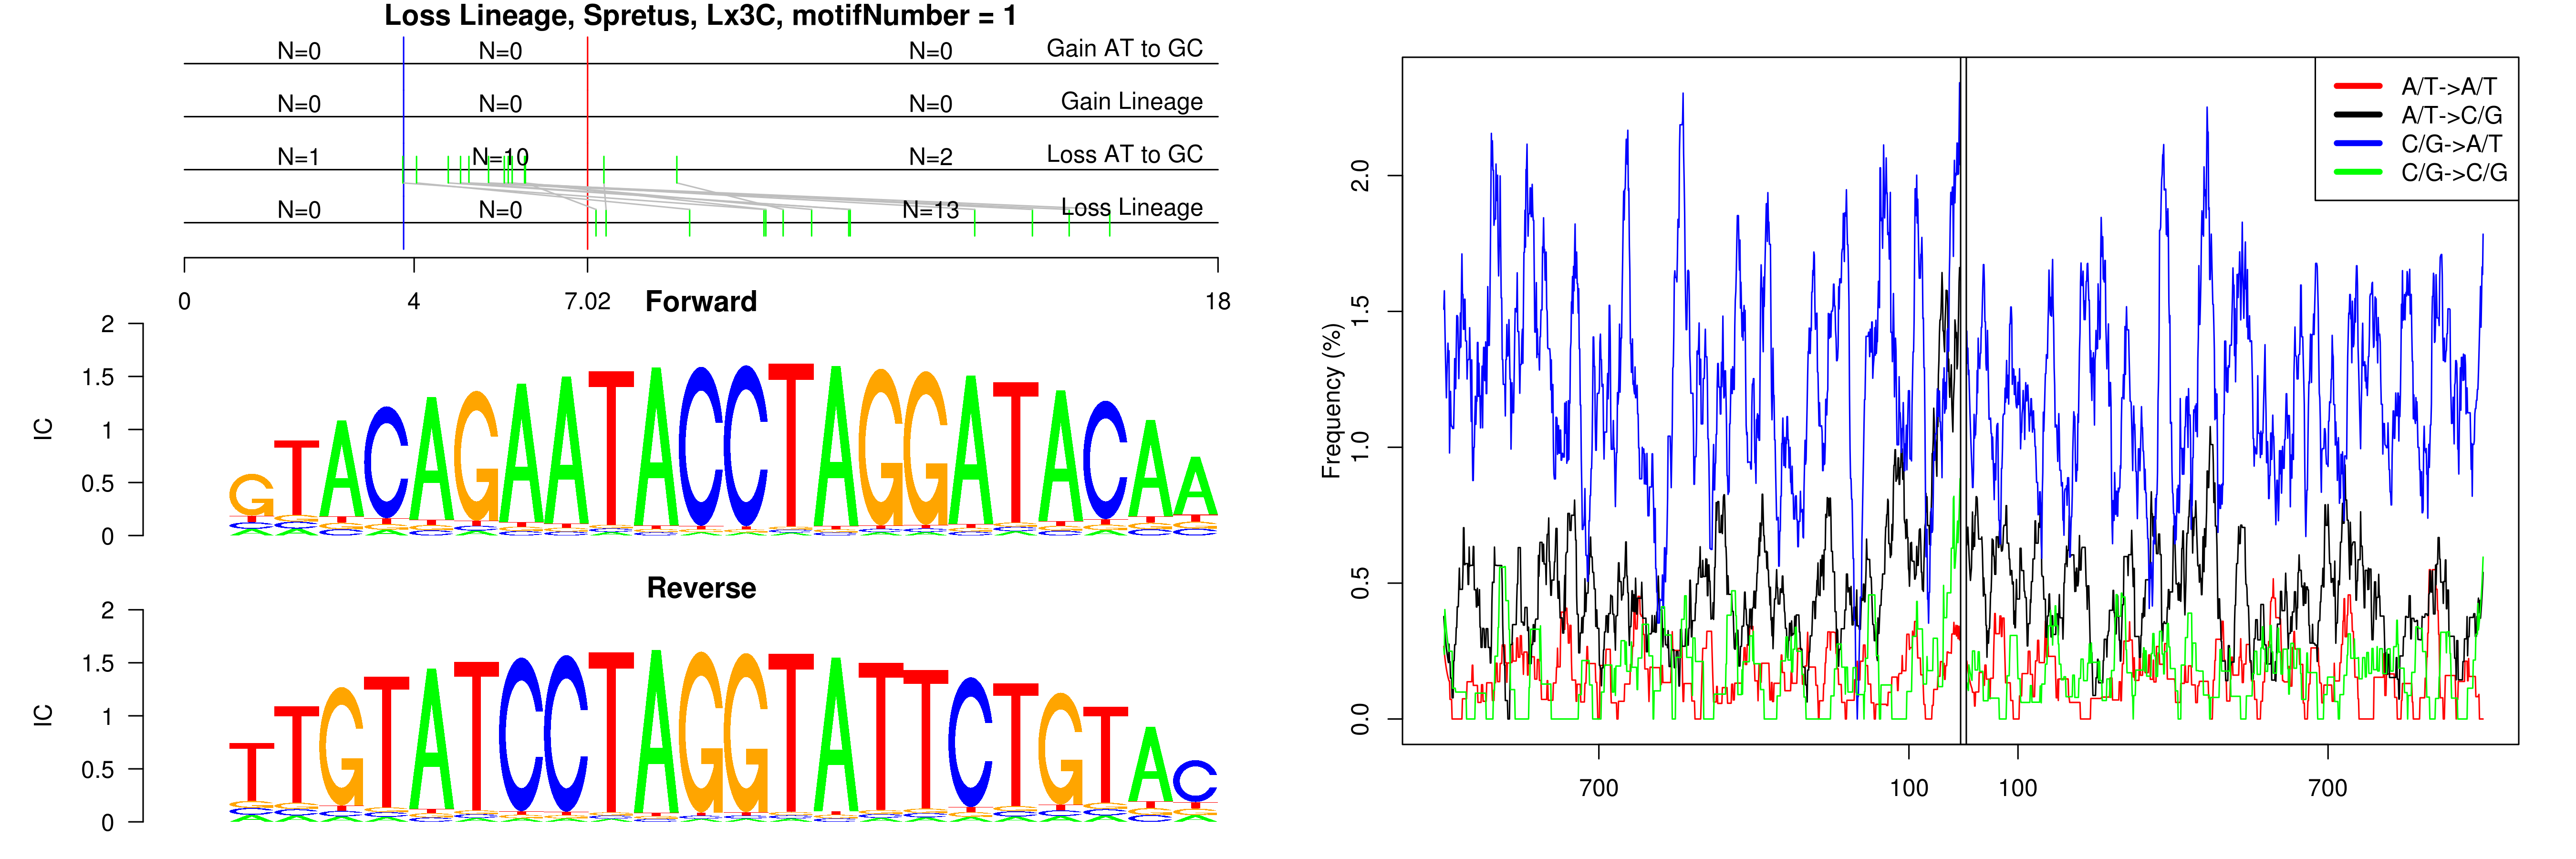 Loss Lineage, Spretus, Lx3C, motifNumber = 1
N=0 N=0 N=0 Gain AT to GC
N=0 N=0 N=0 Gain Lineage
N=1 N=10 N=2 Loss AT to GC
N=0 N=0 N=13 Loss Lineage
0 4 7.02 18
Forward
IC
2
1.5
1
0.5
0
GTACAGAATACCTAGGATACAA
Reverse
IC
2
1.5
1
0.5
0
TTGTATCCTAGGTATTCTGTAC
A/T->A/T
A/T->C/G
C/G->A/T
C/G->C/G
Frequency (%)
2.0
1.5
1.0
0.5
0.0
700 100 100 700